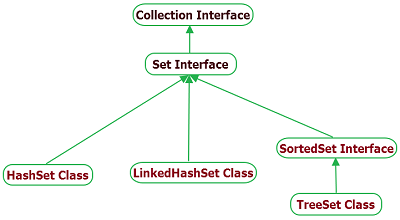 Collection Interface
Set Interface
SortedSet Interface
HashSet Class
LinkedHashSet Class
TreeSet Class